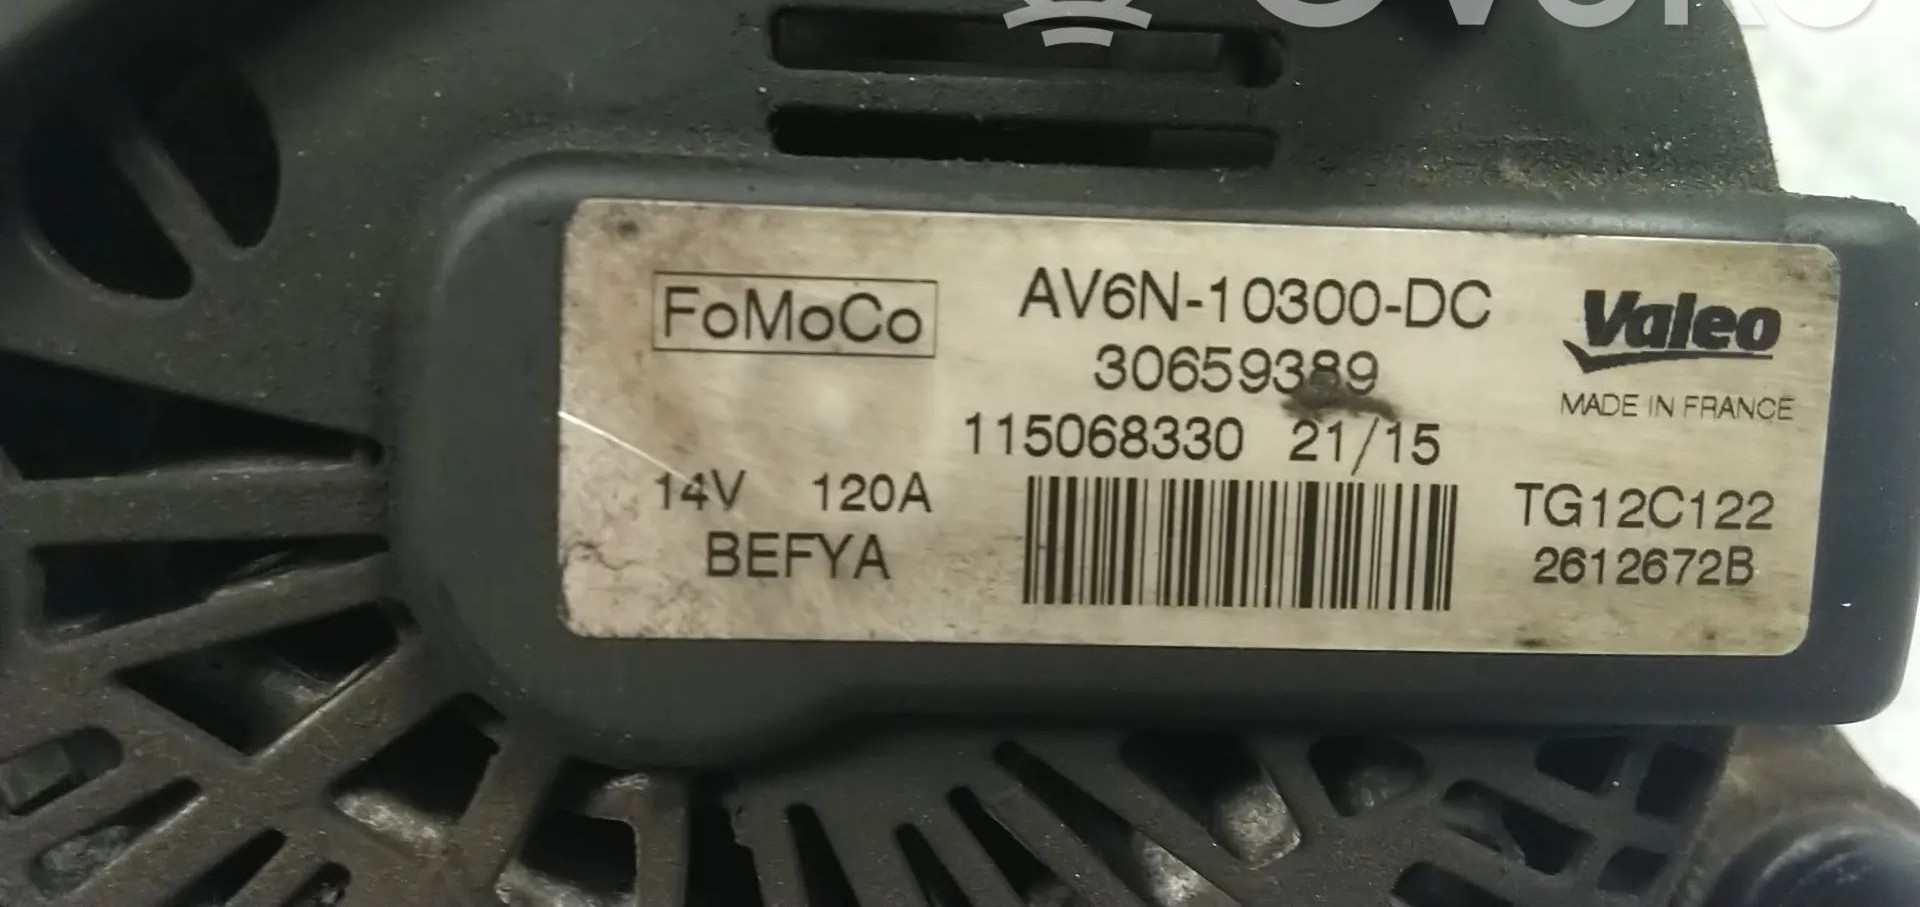 FoMoCo
AV6N-10300-DC
30659389
115068330 21/15
14V 120A
BEFYA
Valeo
MADE IN FRANCE
TG12C122
2612672B